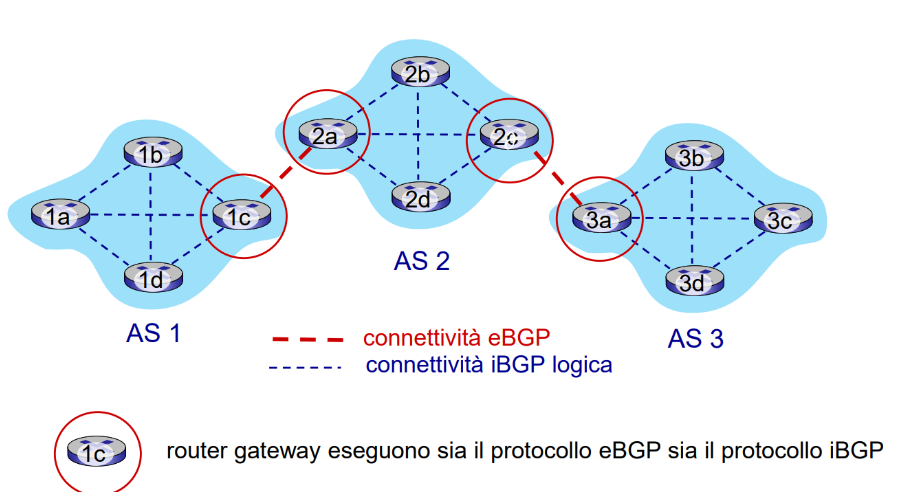 2b
2a
2c
2d
1b
1a
1c
1d
3b
3a
3c
3d
AS 2
AS 1
AS 3
connettività eBGP
connettività iBGP logica
1c
router gateway eseguono sia il protocollo eBGP sia il protocollo iBGP